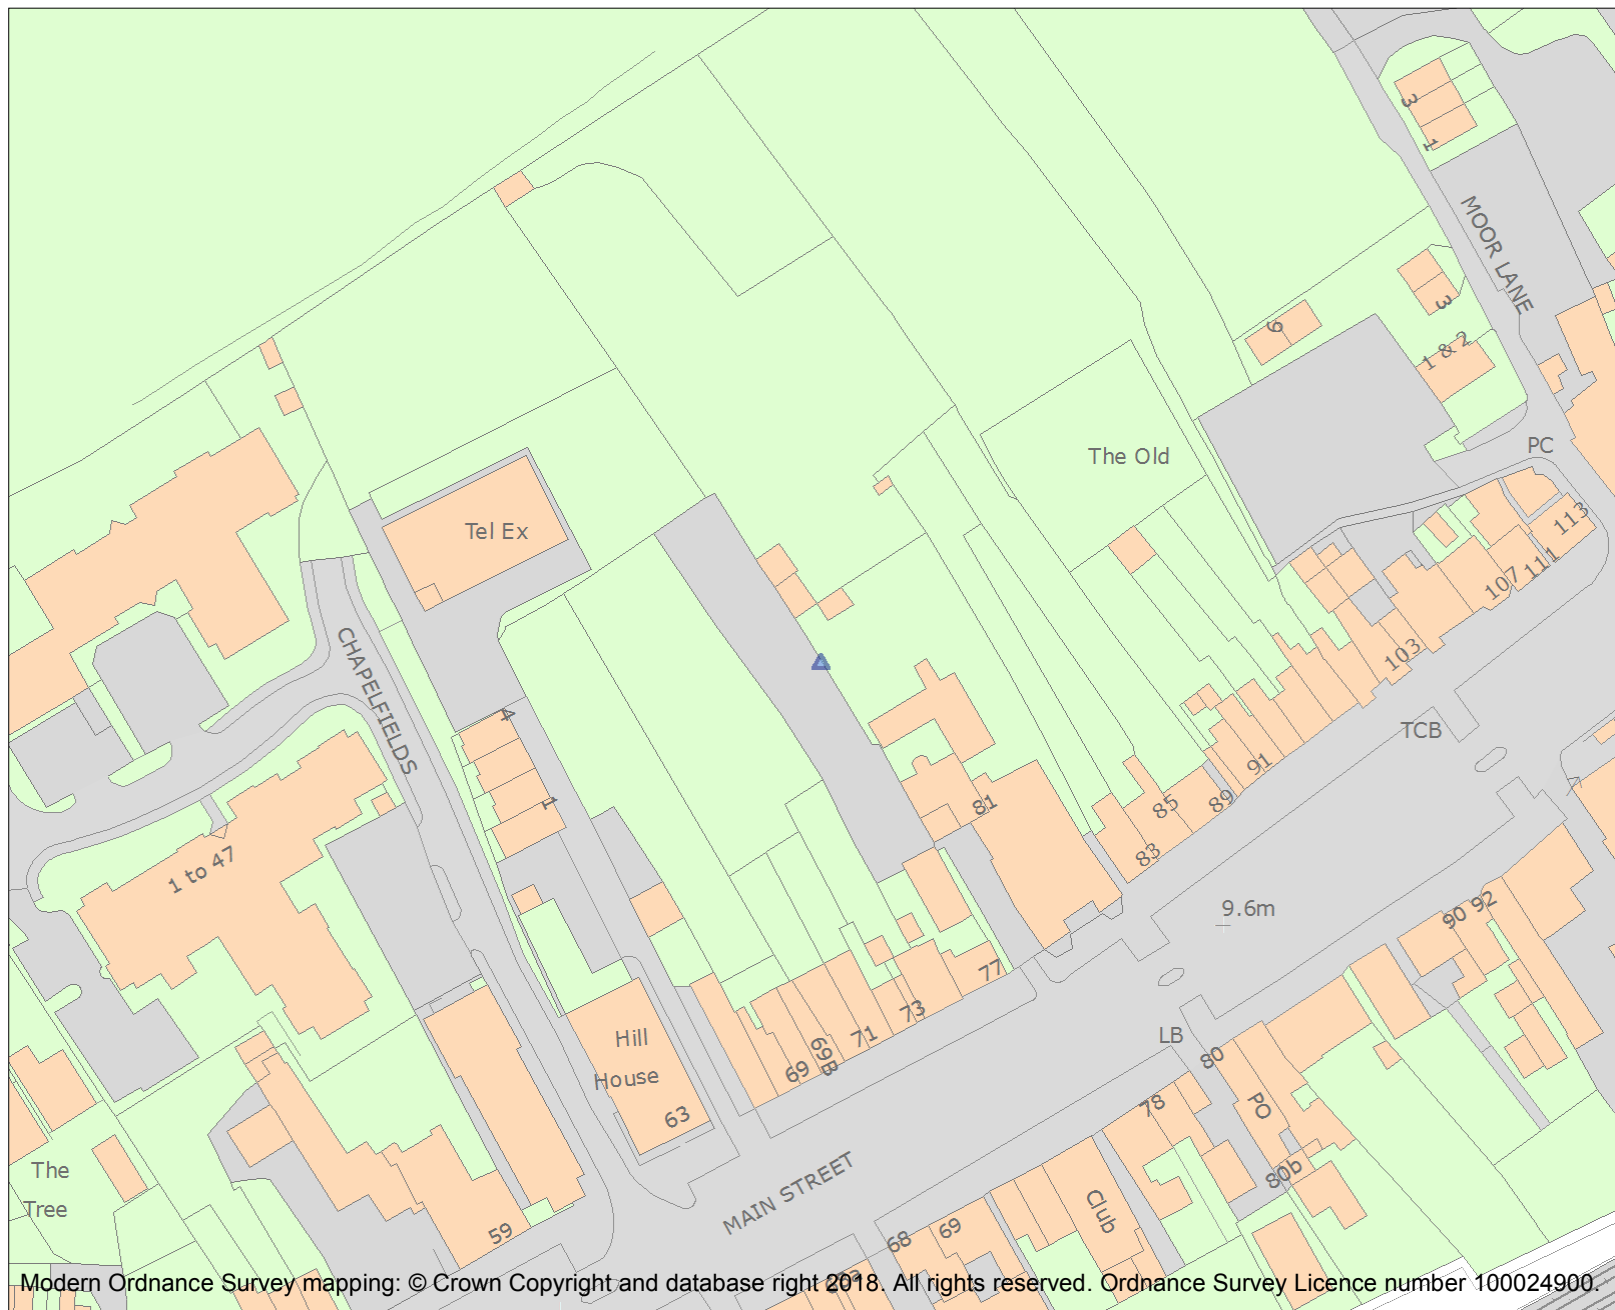 3
1
MOOR LANE
3
9
1 & 2
PC
The Old
Tel Ex
113
111
107
CHAPELFIELDS
103
4
TCB
91
1
81
89
85
83
1 to 47
90 92
9.6m
77
73
LB
Hill
House
71
69B
69
80
63
78
PO
80b
The
Tree
MAIN STREET
Club
59
68
69
Modern Ordnance Survey mapping: © Crown Copyright and database right 2018. All rights reserved. Ordnance Survey Licence number 100024900.